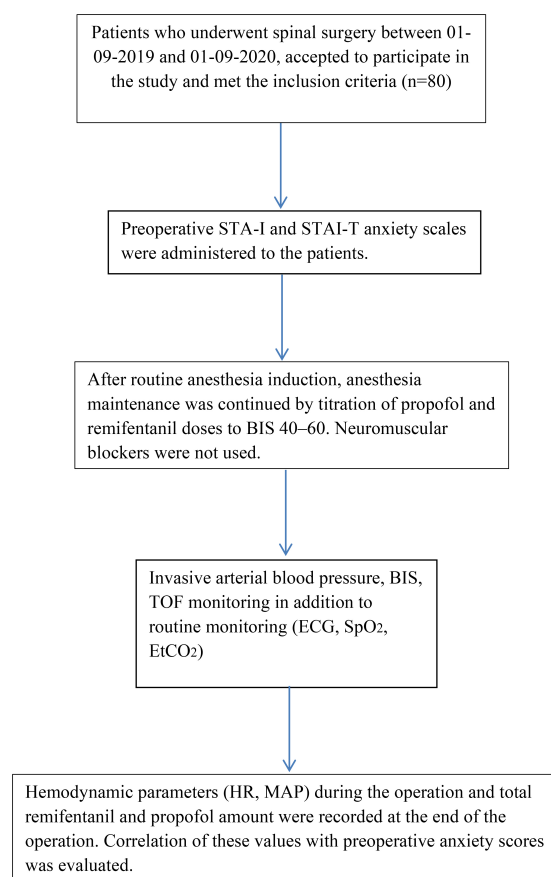 Patients who underwent spinal surgery between 01-
09-2019 and 01-09-2020, accepted to participate in
the study and met the inclusion criteria (n=80)
Preoperative STA-I and STAI-T anxiety scales
were administered to the patients.
After routine anesthesia induction, anesthesia
maintenance was continued by titration of propofol and
remifentanil doses to BIS 40–60. Neuromuscular
blockers were not used.
Invasive arterial blood pressure, BIS,
TOF monitoring in addition to
routine monitoring (ECG, SpO2,
EtCO2)
Hemodynamic parameters (HR, MAP) during the operation and total
remifentanil and propofol amount were recorded at the end of the
operation. Correlation of these values with preoperative anxiety scores
was evaluated.